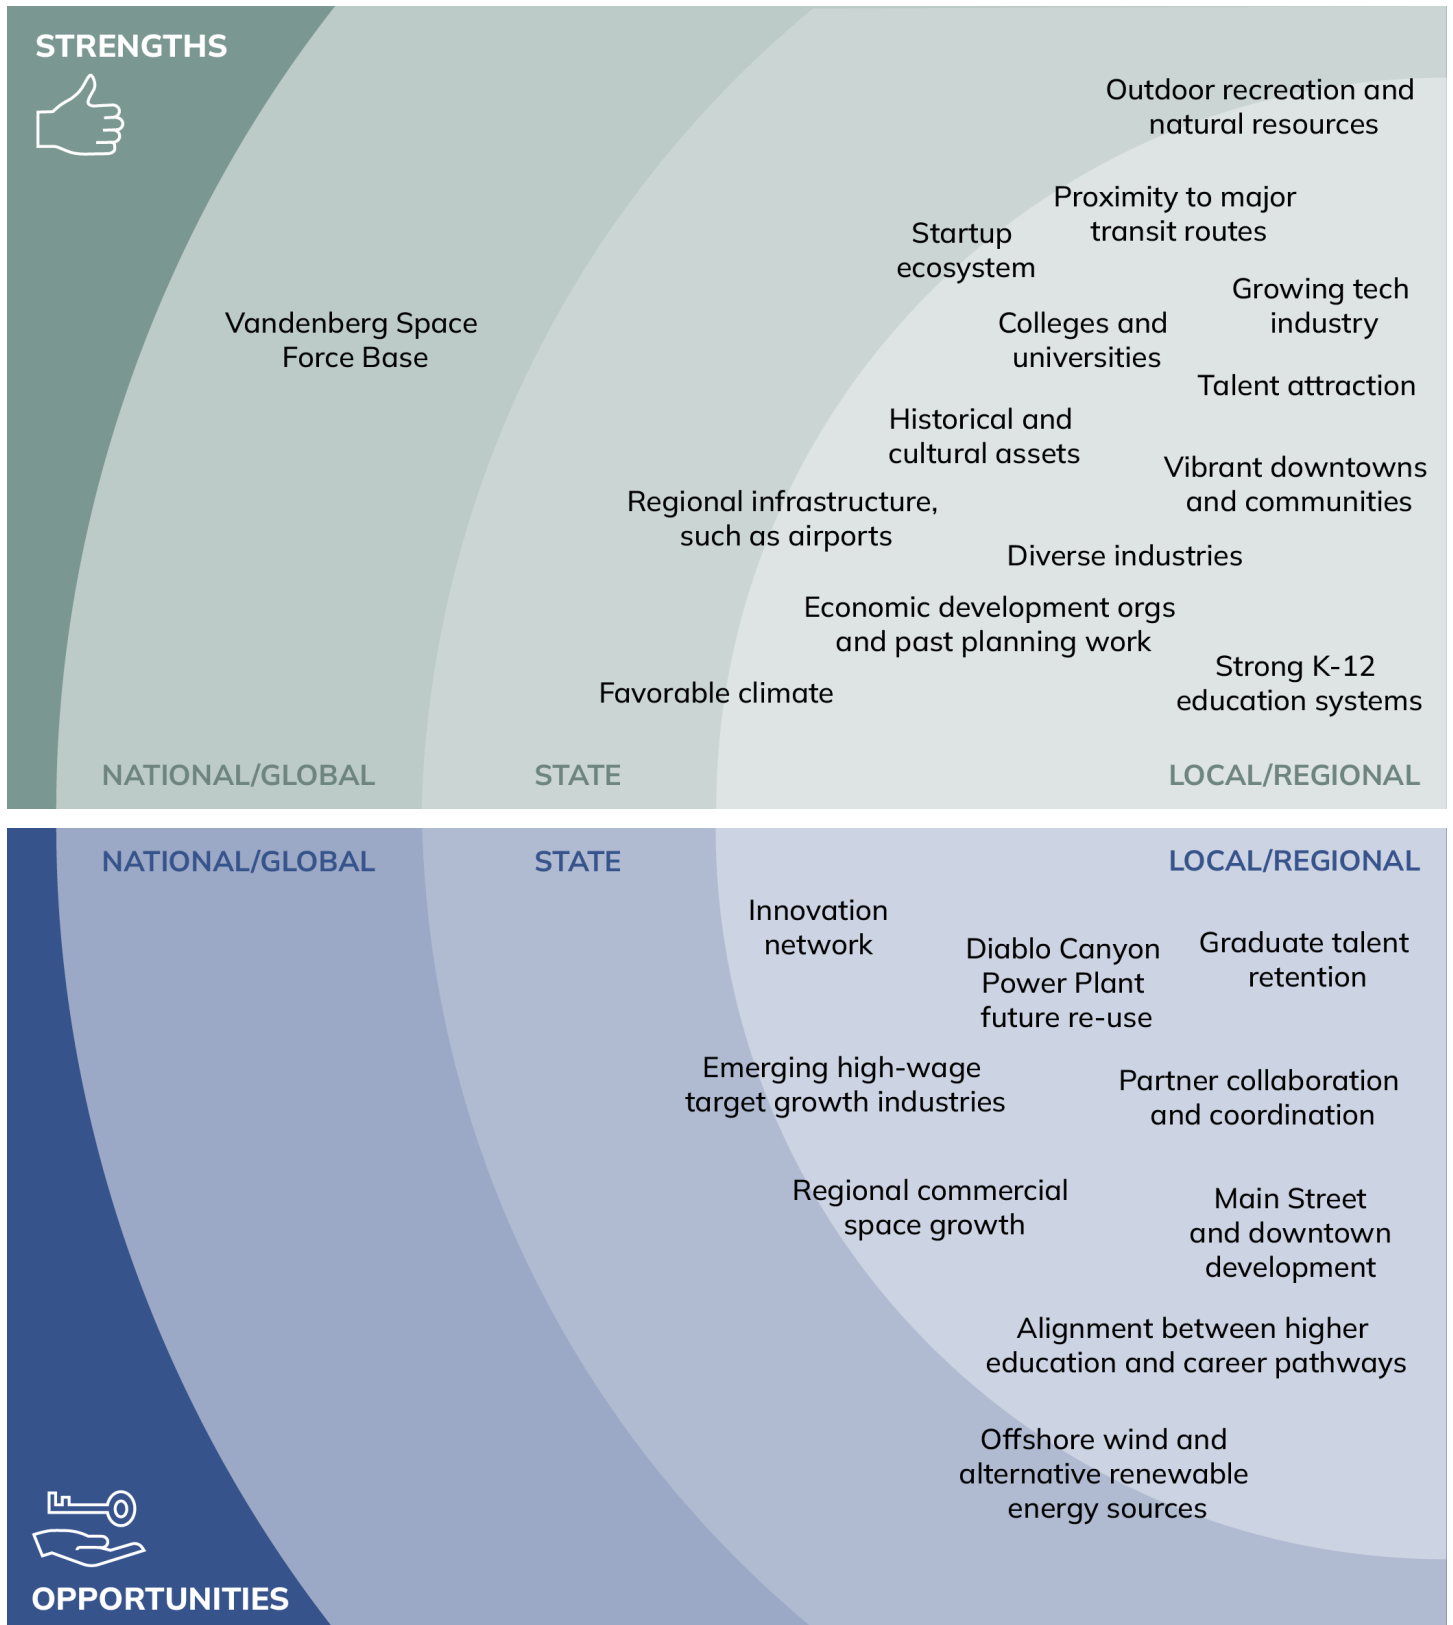 STRENGTHS
Outdoor recreation and
natural resources
Proximity to major
transit routes
Startup
ecosystem
Growing tech
industry
Vandenberg Space
Force Base
Colleges and
universities
Talent attraction
Historical and
cultural assets
Vibrant downtowns
and communities
Regional infrastructure,
such as airports
Diverse industries
Economic development orgs
and past planning work
Strong K-12
education systems
Favorable climate
NATIONAL/GLOBAL
STATE
LOCAL/REGIONAL
NATIONAL/GLOBAL
STATE
LOCAL/REGIONAL
Innovation
network
Diablo Canyon
Power Plant
future re-use
Graduate talent
retention
Emerging high-wage
target growth industries
Partner collaboration
and coordination
Regional commercial
space growth
Main Street
and downtown
development
Alignment between higher
education and career pathways
Offshore wind and
alternative renewable
energy sources
OPPORTUNITIES